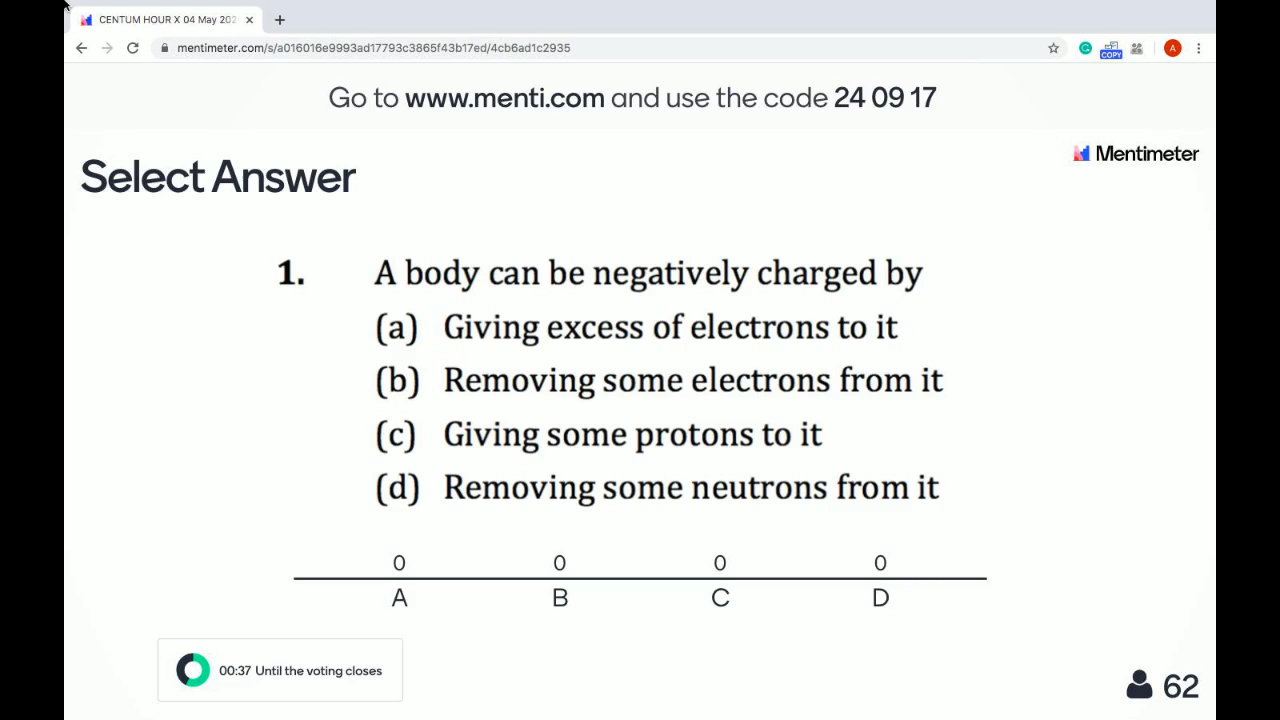 CENTUM HOUR X 04 May 202
mentimeter.com/s/a016016e9993ad17793c3865f43b17ed/4cb6ad1c2935
COPY
A
Go to www.menti.com and use the code 24 09 17
Mentimeter
Select Answer
1. A body can be negatively charged by
(a) Giving excess of electrons to it
(b) Removing some electrons from it
(c) Giving some protons to it
(d) Removing some neutrons from it
0 0 0 0
A B C D
00:37 Until the voting closes
62